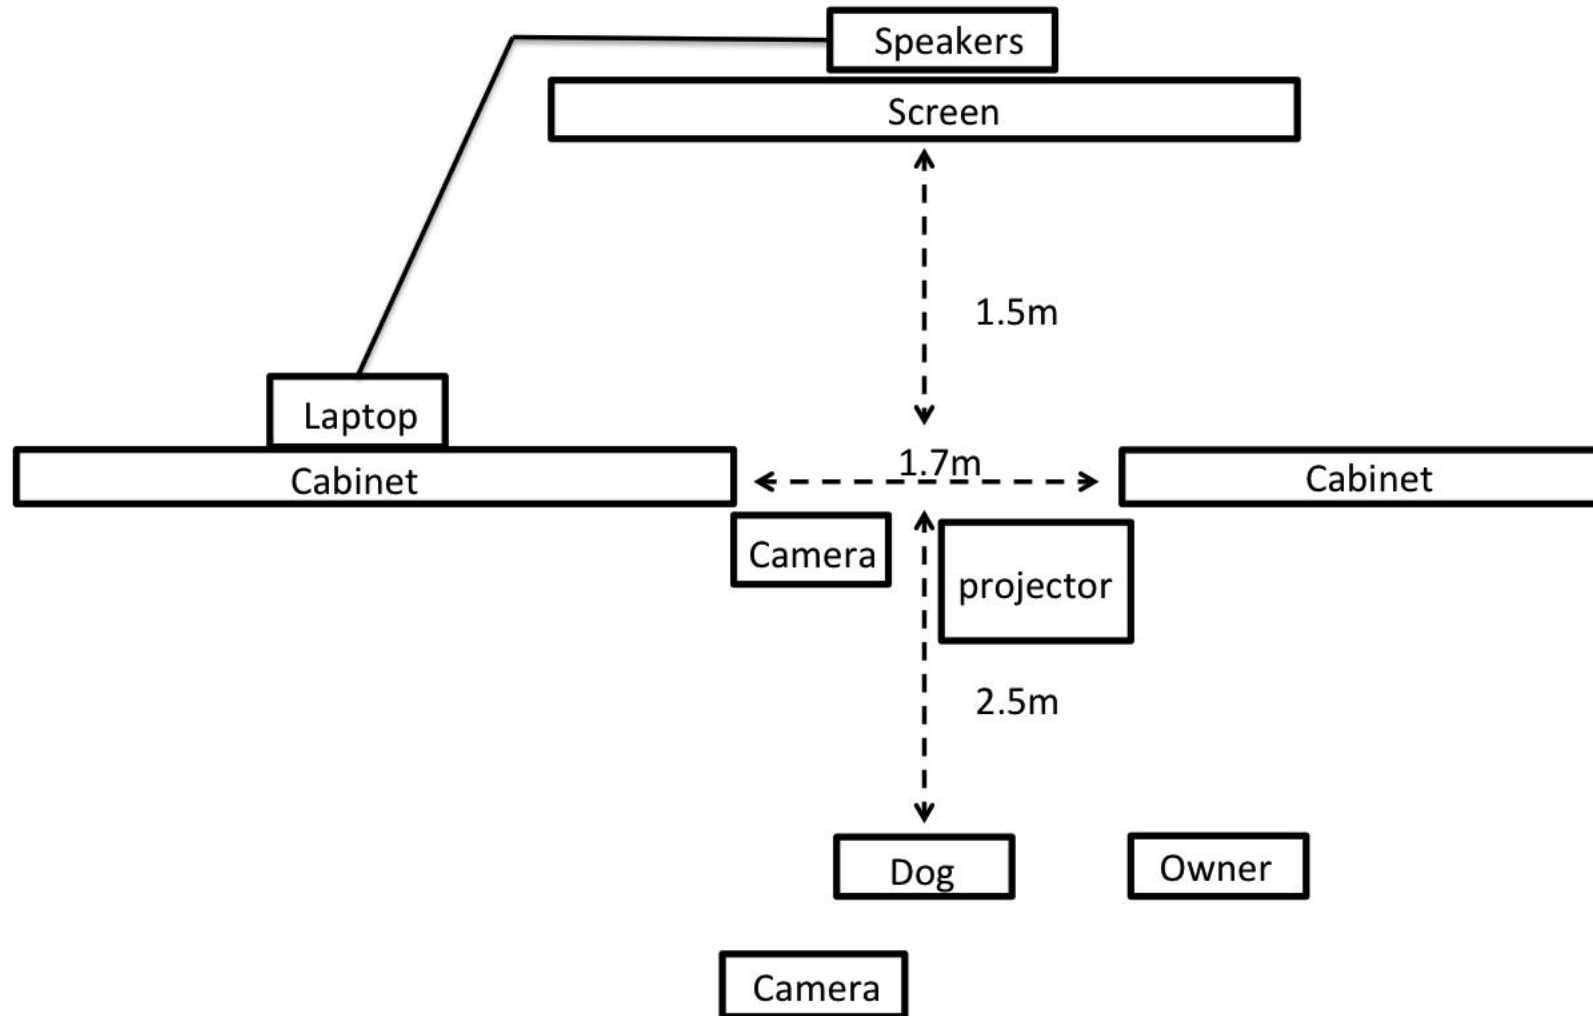 Speakers
Screen
1.5m
Laptop
Cabinet
1.7m
Cabinet
Camera
projector
2.5m
Dog
Owner
Camera